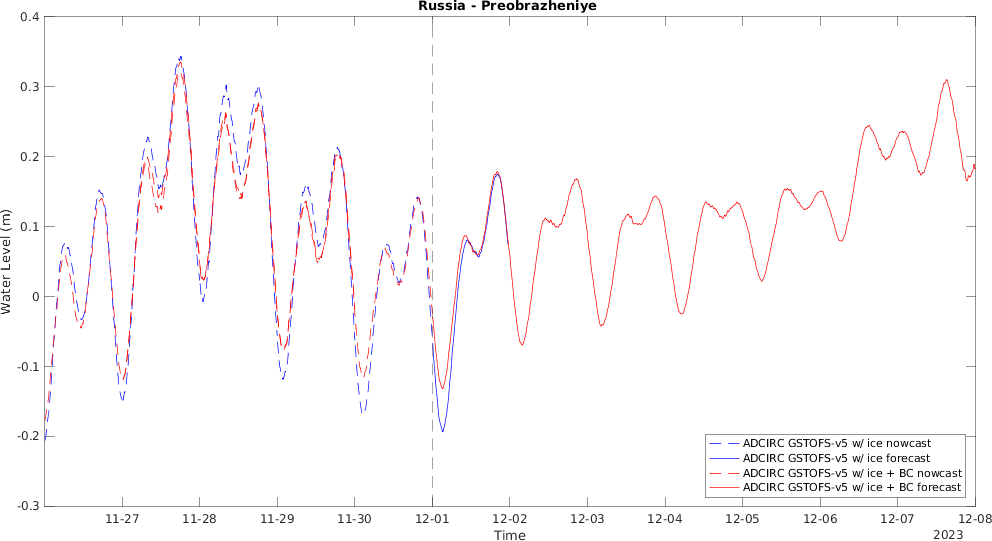 Russia - Preobrazheniye
Water Level (m)
0.4
0.3
0.2
0.1
0
-0.1
-0.2
-0.3
ADCIRC GSTOFS-v5 w/ ice nowcast
ADCIRC GSTOFS-v5 w/ ice forecast
ADCIRC GSTOFS-v5 w/ ice + BC nowcast
ADCIRC GSTOFS-v5 w/ ice + BC forecast
11-27 11-28 11-29 11-30 12-01 12-02 12-03 12-04 12-05 12-06 12-07 12-08
Time
2023